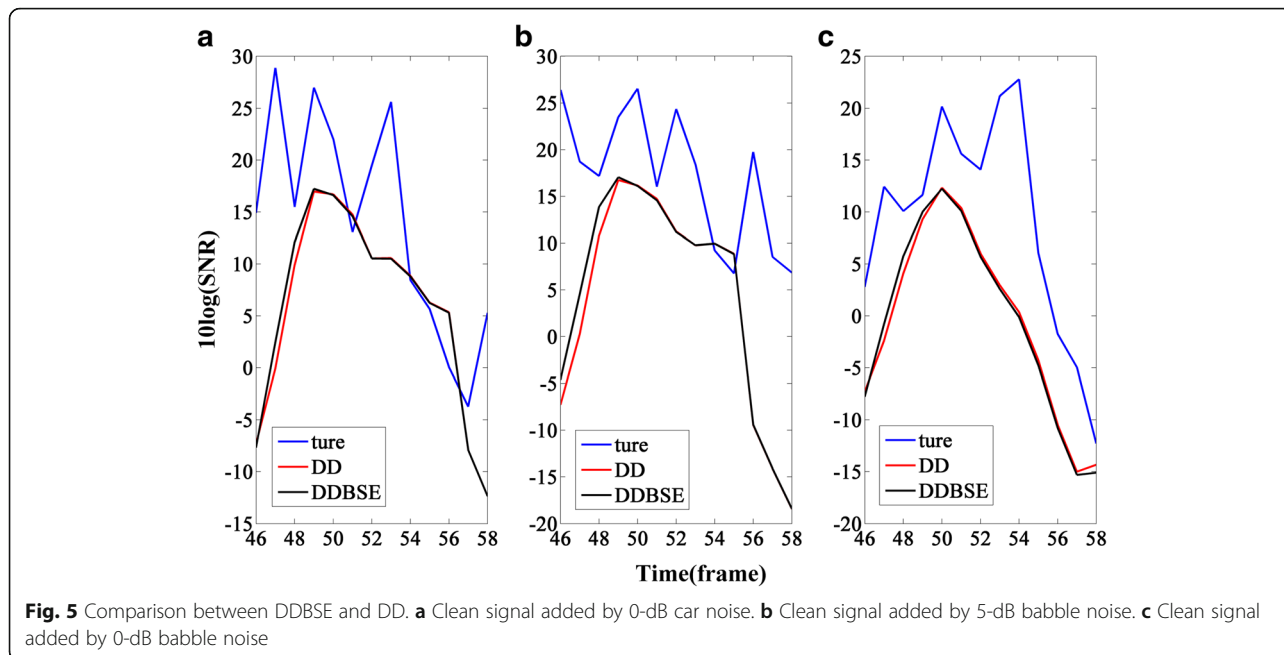 a
b
c
30
25
20
15
10
5
0
-5
-10
-15
30
25
20
15
10
5
0
-5
-10
-15
-20
25
20
15
10
5
0
-5
-10
-15
-20
10log(SNR)
ture
DD
DDBSE
ture
DD
DDBSE
ture
DD
DDBSE
46 48 50 52 54 56 58
46 48 50 52 54 56 58
46 48 50 52 54 56 58
Time(frame)
Fig. 5 Comparison between DDBSE and DD. a Clean signal added by 0-dB car noise. b Clean signal added by 5-dB babble noise. c Clean signal
added by 0-dB babble noise